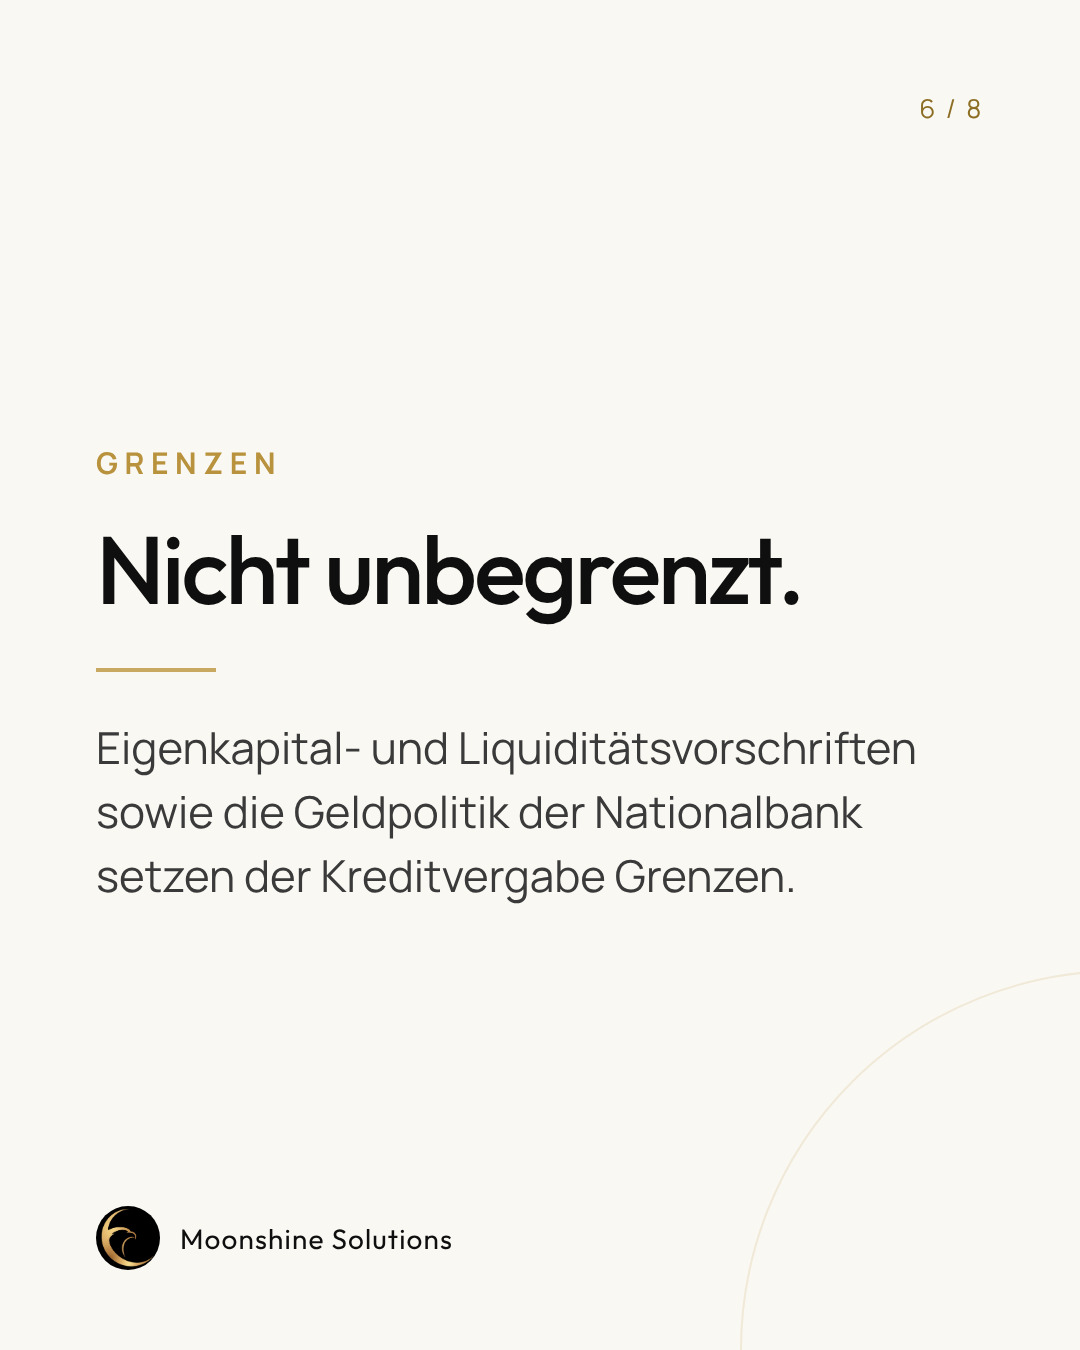 6 / 8
GRENZEN
Nicht unbegrenzt.
Eigenkapital- und Liquiditätsvorschriften
sowie die Geldpolitik der Nationalbank
setzen der Kreditvergabe Grenzen.
Moonshine Solutions